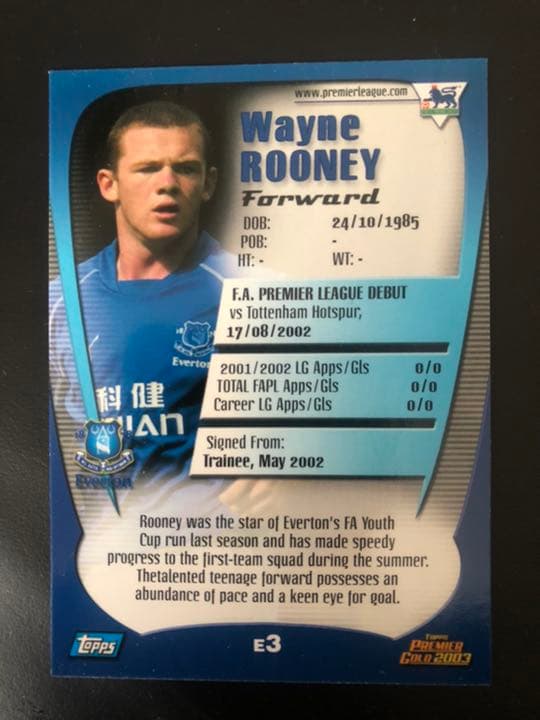 www.premierleague.com
Wayne
ROONEY
Forward
DOB: 24/10/1985
POB: -
HT: - WT: -
F.A. PREMIER LEAGUE DEBUT
vs Tottenham Hotspur,
17/08/2002
2001/2002 LG Apps/Gls 0/0
TOTAL FAPL Apps/Gls 0/0
Career LG Apps/Gls 0/0
Signed From:
Trainee, May 2002
Everton
科健
JIAN
Everton
Rooney was the star of Everton's FA Youth
Cup run last season and has made speedy
progress to the first-team squad during the summer.
Thetalented teenage forward possesses an
abundance of pace and a keen eye for goal.
topps
E3
TOPPS
PREMIER
GOLD 2003